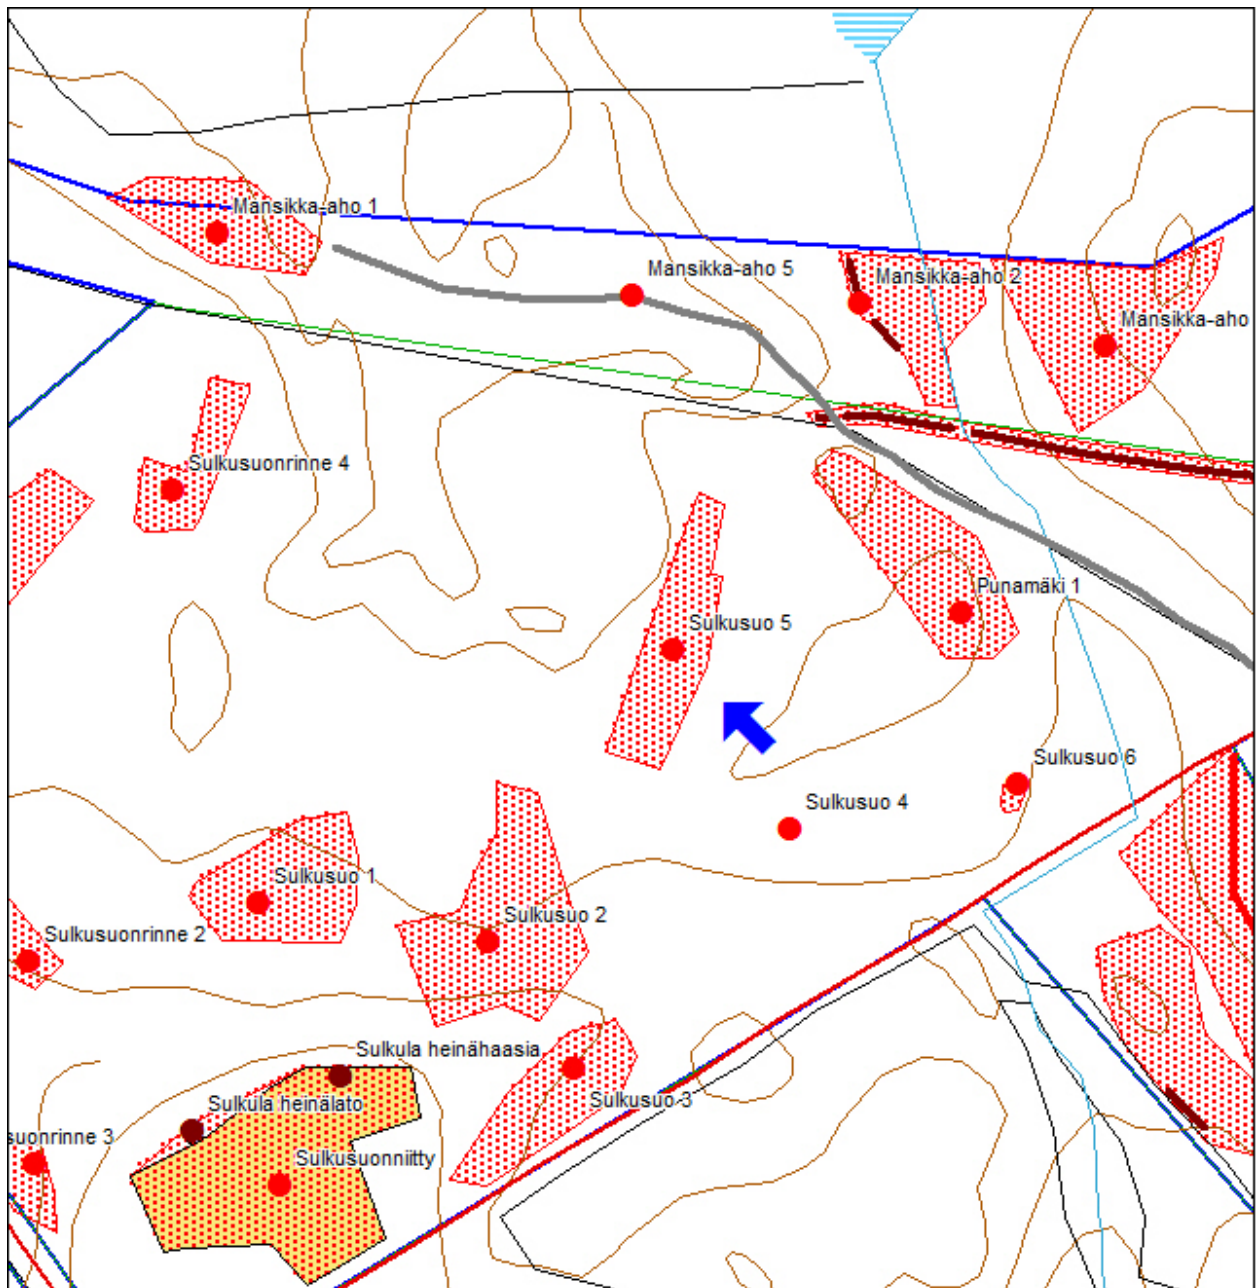 Mansikka-aho 1
Mansikka-aho 5
Mansikka-aho 2
Mansikka-aho
Sulkusuonrinne 4
Punamäki 1
Sulkusuo 5
Sulkusuo 6
Sulkusuo 4
Sulkusuo 1
Sulkusuo 2
Sulkusuonrinne 2
Sulkula heinähaasia
Sulkusuo 3
Sulkula heinälato
suonrinne 3
Sulkusuonniitty